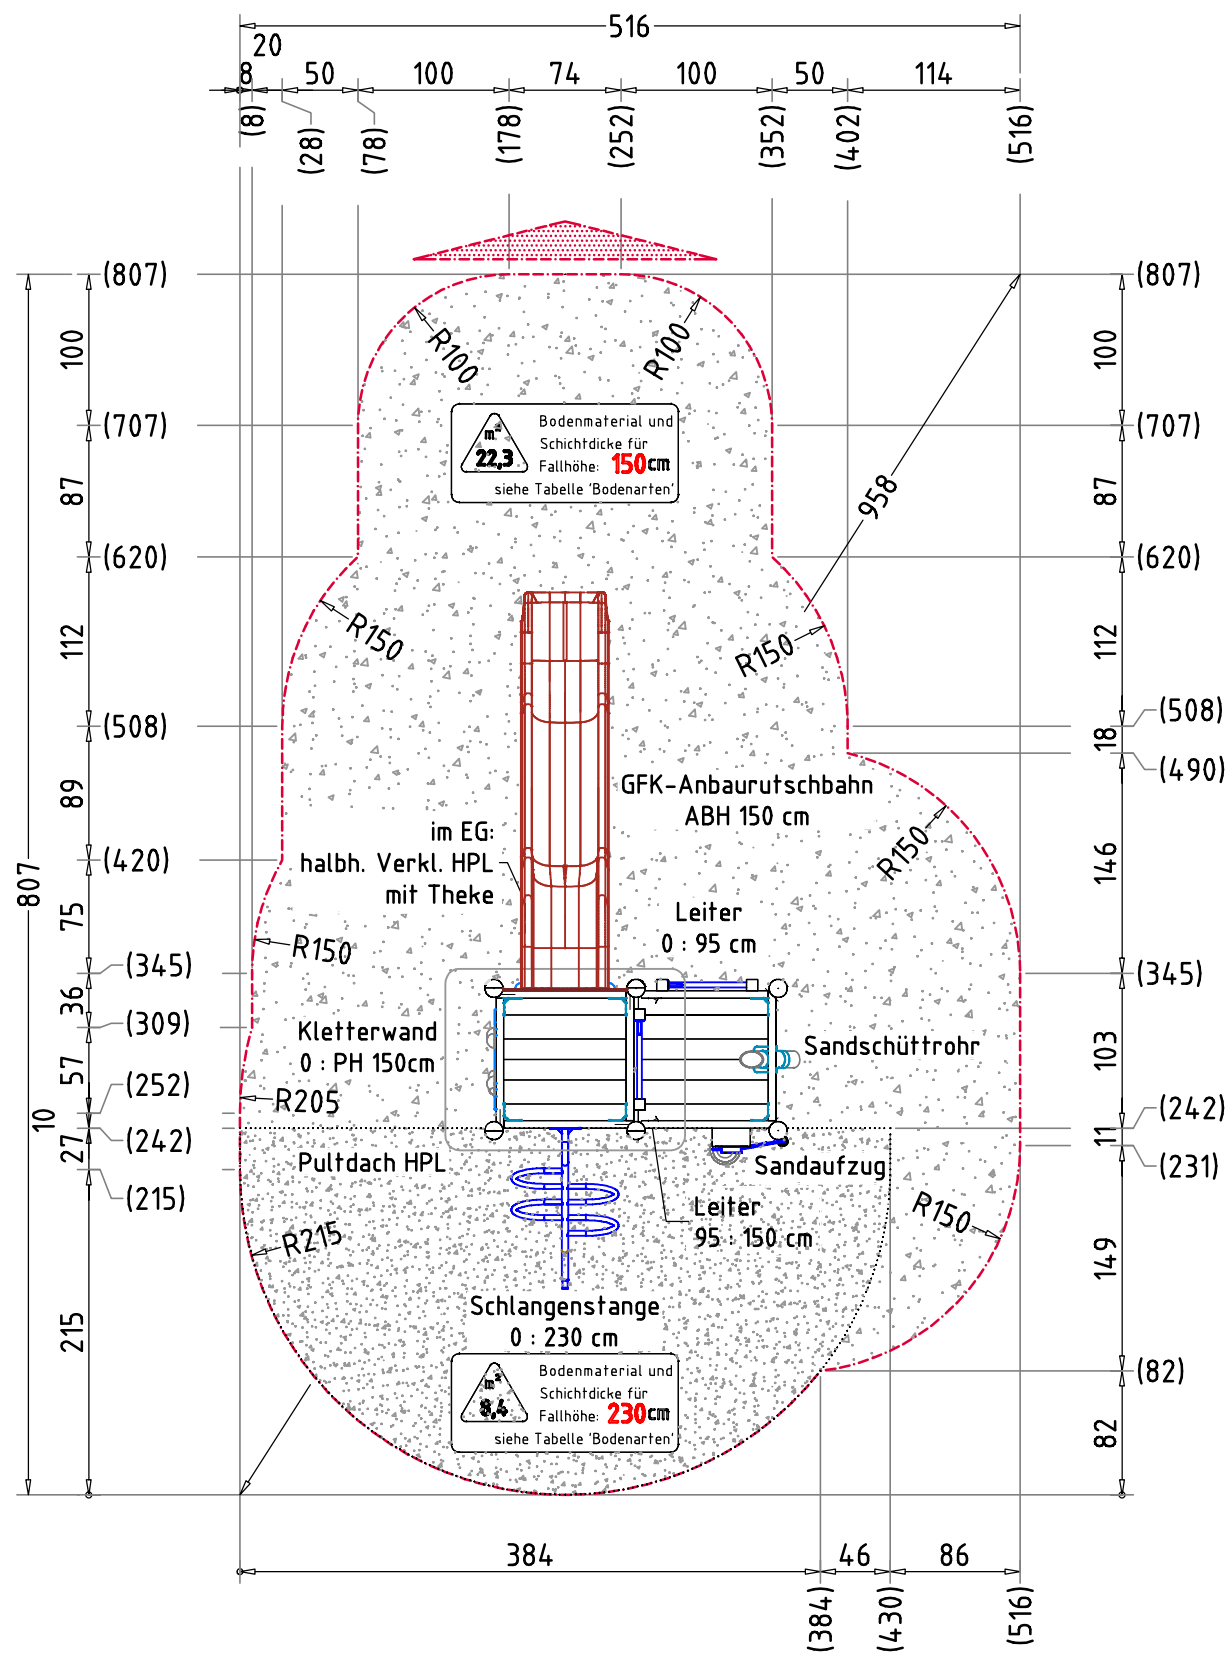 516
20
8
50
100
74
100
50
114
(8)
(28)
(78)
(178)
(252)
(352)
(402)
(516)
(807)
(807)
100
100
R100
R100
(707)
(707)
m²
22,3
Bodenmaterial und
Schichtdicke für
Fallhöhe: 150cm
siehe Tabelle 'Bodenarten'
87
87
958
(620)
(620)
112
112
R150
R150
(508)
(508)
18
(490)
89
GFK-Anbaurutschbahn
ABH 150 cm
im EG:
halbh. Verkl. HPL
mit Theke
R150
146
(420)
807
75
Leiter
0 : 95 cm
R150
(345)
(345)
36
(309)
Kletterwand
0 : PH 150cm
Sandschüttrohr
103
57
(252)
R205
10
(242)
(242)
11
27
(231)
Pultdach HPL
Sandaufzug
(215)
Leiter
95 : 150 cm
R150
R215
149
Schlangenstange
0 : 230 cm
215
m²
8,4
Bodenmaterial und
Schichtdicke für
Fallhöhe: 230cm
siehe Tabelle 'Bodenarten'
(82)
82
384
46
86
(384)
(430)
(516)